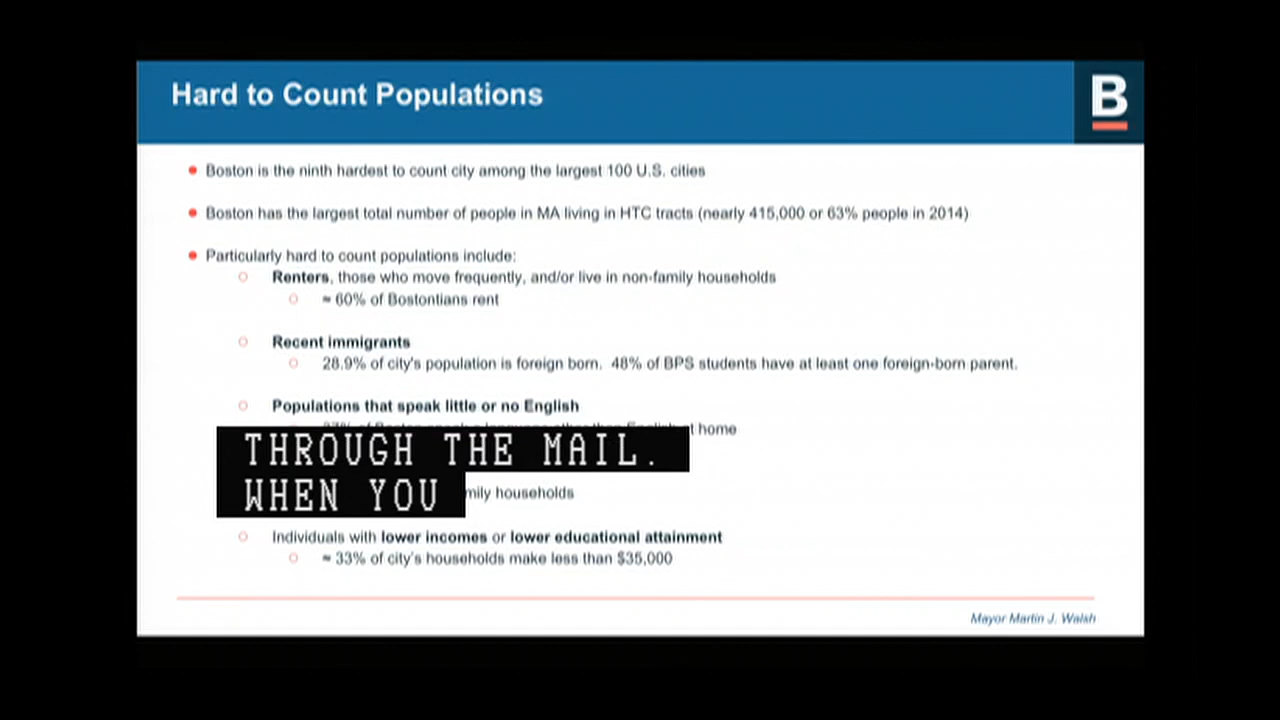 Hard to Count Populations
B
Boston is the ninth hardest to count city among the largest 100 U.S. cities
Boston has the largest total number of people in MA living in HTC tracts (nearly 415,000 or 63% people in 2014)
Particularly hard to count populations include:
Renters, those who move frequently, and/or live in non-family households
≈ 60% of Bostontians rent
Recent immigrants
28.9% of city's population is foreign born. 48% of BPS students have at least one foreign-born parent.
Populations that speak little or no English
t home
THROUGH THE MAIL.
WHEN YOU
mily households
Individuals with lower incomes or lower educational attainment
≈ 33% of city's households make less than $35,000
Mayor Martin J. Walsh